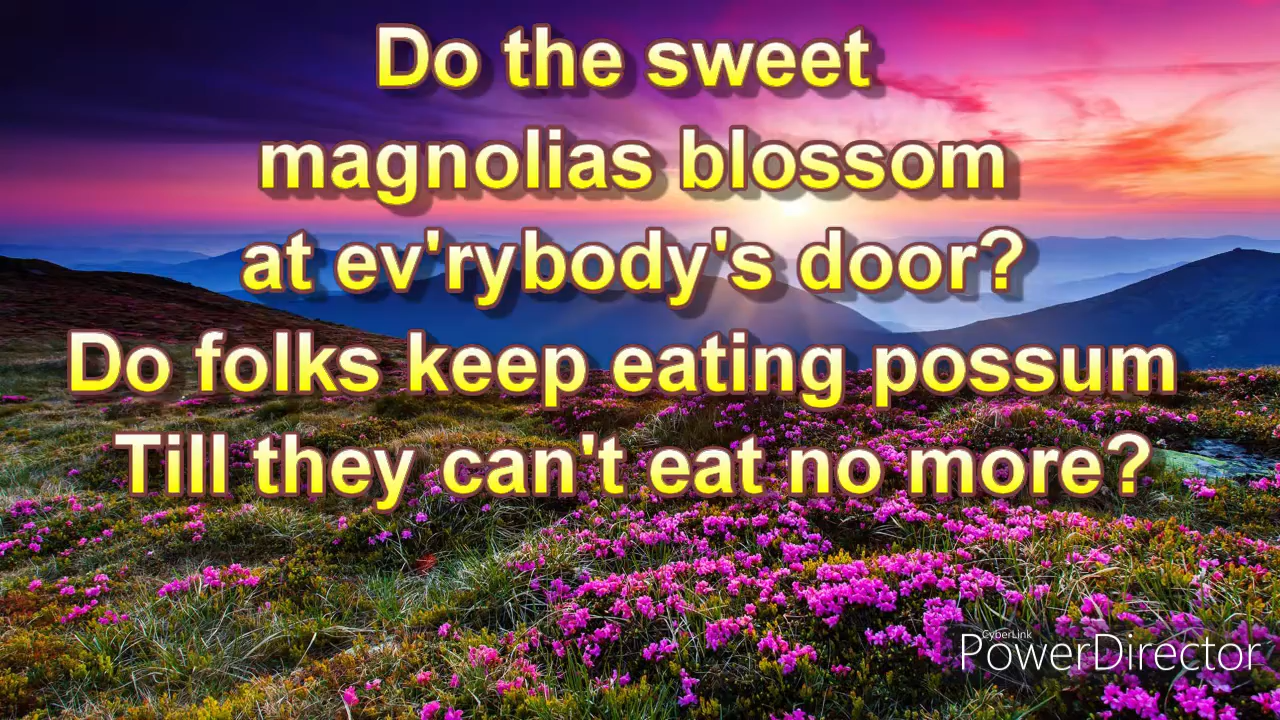 Do the sweet
magnolias blossom
at ev'rybody's door?
Do folks keep eating possum
Till they can't eat no more?
CyberLink
PowerDirector